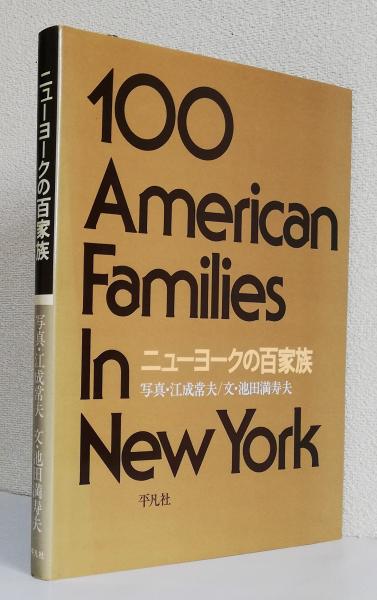 ニューヨークの百家族
写真・江成常夫 文・池田満寿夫
平凡社
100
American
Families
In
ニューヨークの百家族
写真・江成常夫/文・池田満寿夫
New York
平凡社